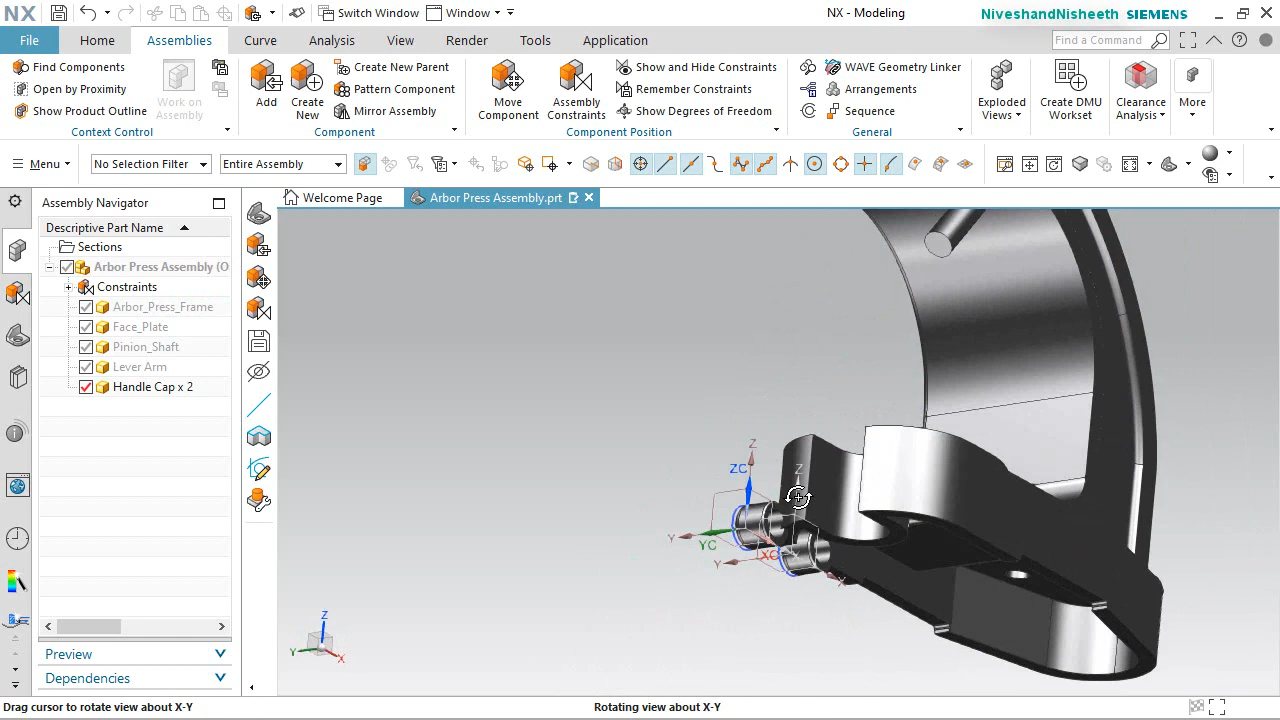 NX
Switch Window
Window
NX - Modeling
NiveshandNisheeth SIEMENS
File
Home
Assemblies
Curve
Analysis
View
Render
Tools
Application
Find a Command
Find Components
Open by Proximity
Show Product Outline
Work on
Assembly
Context Control
Add
Create
New
Create New Parent
Pattern Component
Mirror Assembly
Component
Move
Component
Assembly
Constraints
Show and Hide Constraints
Remember Constraints
Show Degrees of Freedom
Component Position
WAVE Geometry Linker
Arrangements
Sequence
General
Exploded
Views
Create DMU
Workset
Clearance
Analysis
More
Menu
No Selection Filter
Entire Assembly
Assembly Navigator
Descriptive Part Name
Sections
Arbor Press Assembly (O
Constraints
Arbor_Press_Frame
Face_Plate
Pinion_Shaft
Lever Arm
Handle Cap x 2
Preview
Dependencies
Welcome Page
Arbor Press Assembly.prt
Z
ZC
Z
Y
YC
XC
Y
X
Z
Y
X
Drag cursor to rotate view about X-Y
Rotating view about X-Y